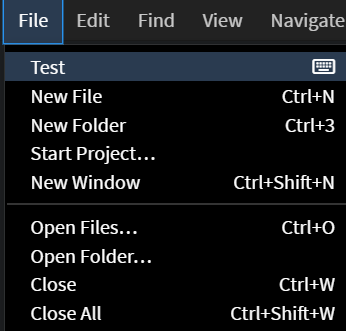 File Edit Find View Navigate
Test
New File Ctrl+N
New Folder Ctrl+3
Start Project...
New Window Ctrl+Shift+N
Open Files... Ctrl+O
Open Folder...
Close Ctrl+W
Close All Ctrl+Shift+W